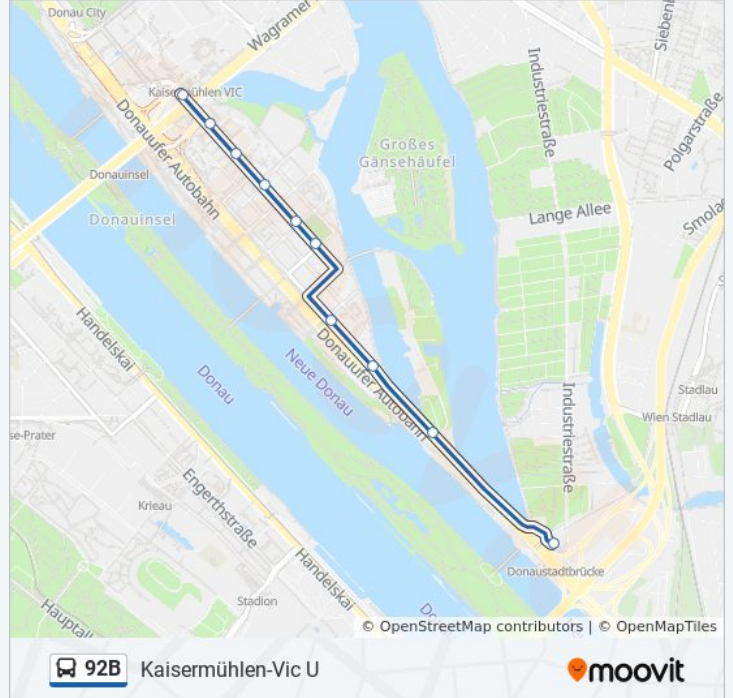 Donau City
Wagramer
Siebenl
Kaisermühlen VIC
Industriestraße
Polgarstraße
Donauufer Autobahn
Großes
Gänsehäufel
Donauinsel
Donauinsel
Lange Allee
Smola
Handelskai
Neue Donau
Donauufer Autobahn
Donau
Stadlau
Industriestraße
Wien Stadlau
se-Prater
Engerthstraße
Krieau
Handelskai
Donaustadtbrücke
Stadion
Hauptall
Do
© OpenStreetMap contributors | © OpenMapTiles
92B Kaisermühlen-Vic U
moovit